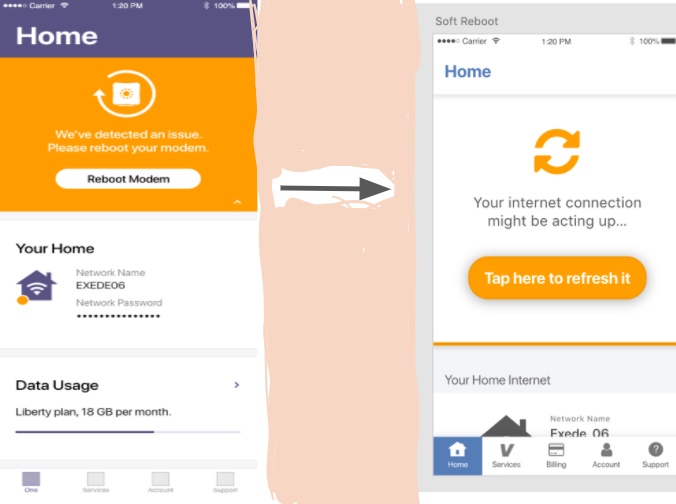 Carrier 1:20 PM 100%
Home
We've detected an issue.
Please reboot your modem.
Reboot Modem
Your Home
Network Name
EXEDE06
Network Password
•••••••••••••••
Data Usage
Liberty plan, 18 GB per month.
One Services Account Support
Soft Reboot
Carrier 1:20 PM 100%
Home
Your internet connection
might be acting up...
Tap here to refresh it
Your Home Internet
Network Name
Exede 06
Home Services Billing Account Support